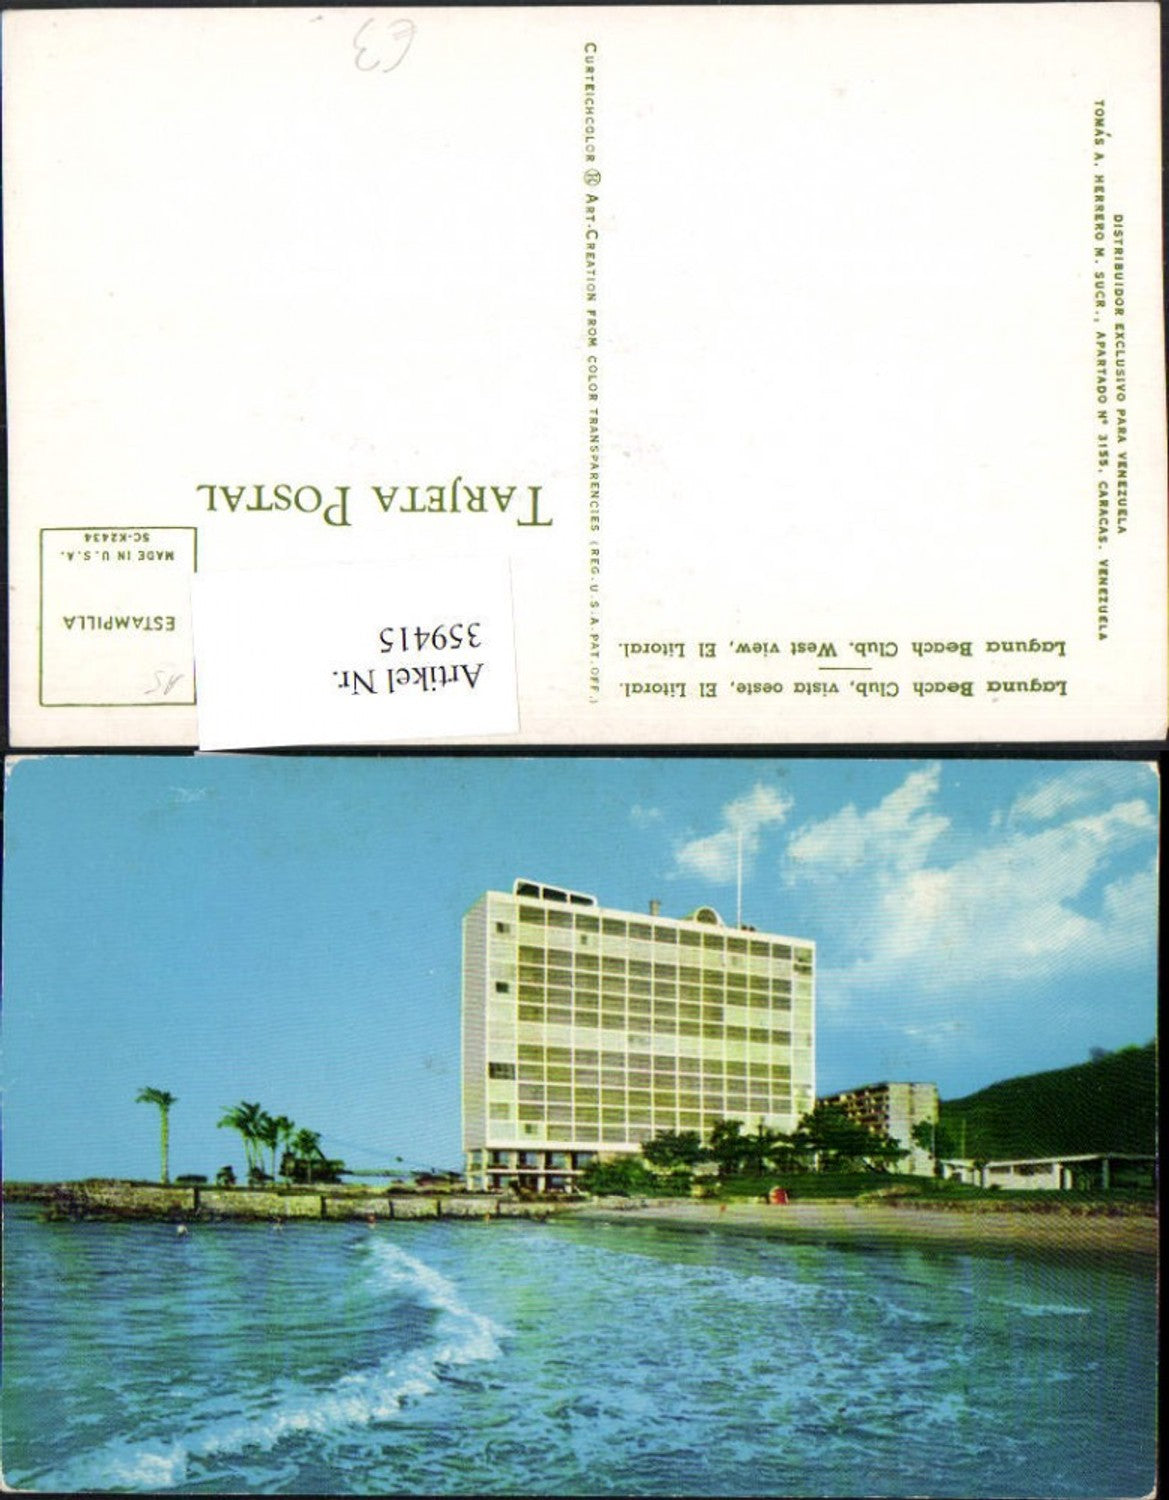 Laguna Beach Club, vista oeste, El Litoral.
Laguna Beach Club. West view, El Litoral.
DISTRIBUIDOR EXCLUSIVO PARA VENEZUELA
TOMÁS A. HERRERO M. SUCR., APARTADO Nº 3155, CARACAS. VENEZUELA
CURTEICHCOLOR ® ART-CREATION FROM COLOR TRANSPARENCIES (REG. U.S.A. PAT. OFF.)
Artikel Nr.
359415
ESTAMPILLA
MADE IN U.S.A.
SC-K2434
TARJETA POSTAL
€3